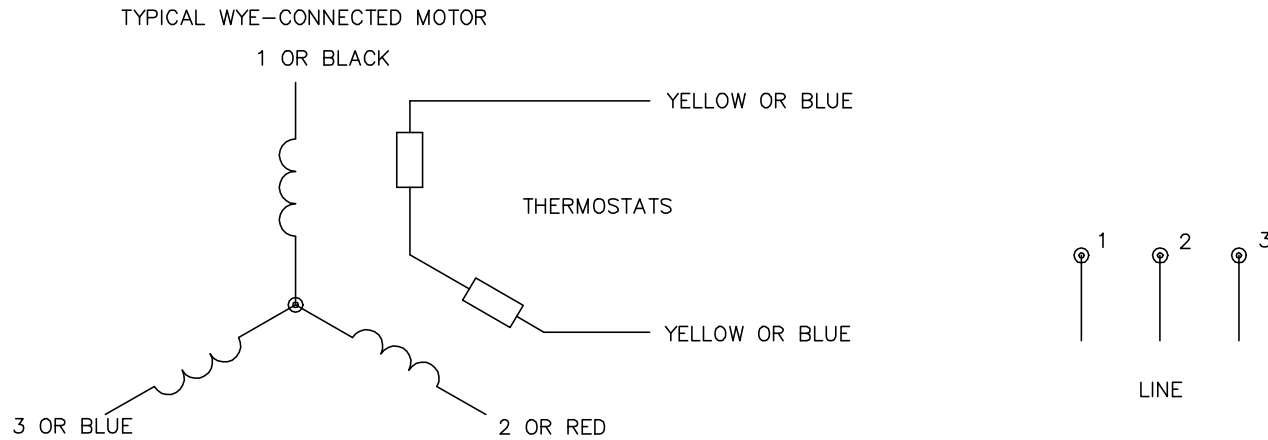 TYPICAL WYE-CONNECTED MOTOR
1 OR BLACK
YELLOW OR BLUE
THERMOSTATS
1 2 3
YELLOW OR BLUE
LINE
3 OR BLUE
2 OR RED